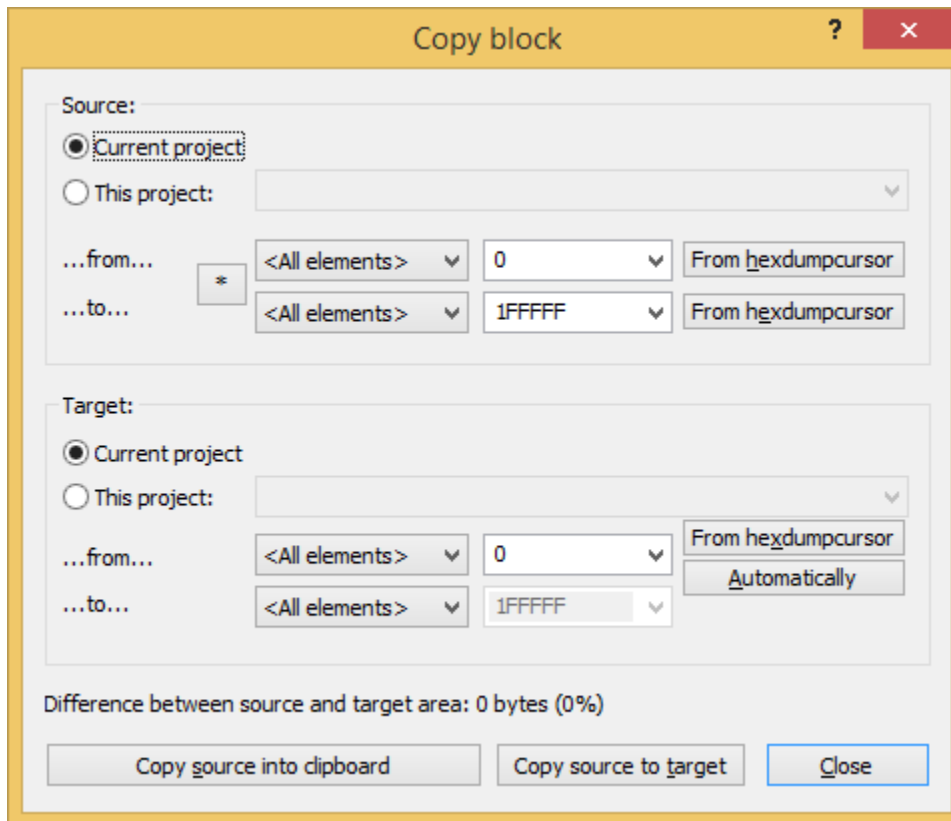 Copy block ?
Source:
Current project
This project:
...from... <All elements> 0 From hexdumpcursor
*
...to... <All elements> 1FFFFF From hexdumpcursor
Target:
Current project
This project:
...from... <All elements> 0 From hexdumpcursor
Automatically
...to... <All elements> 1FFFFF
Difference between source and target area: 0 bytes (0%)
Copy source into clipboard Copy source to target Close